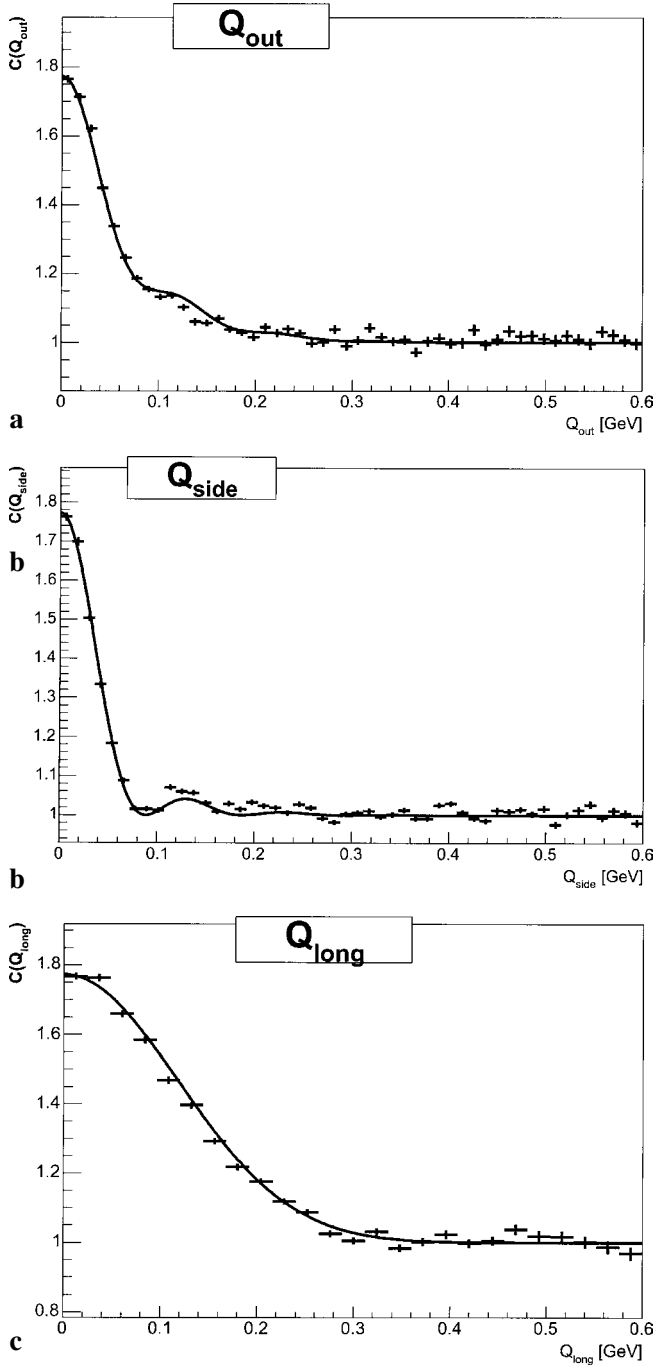 Q_out
C(Q_out)
1.8
1.6
1.4
1.2
1
0 0.1 0.2 0.3 0.4 0.5 0.6
Q_out [GeV]
a
Q_side
C(Q_side)
1.8
1.7
1.6
1.5
1.4
1.3
1.2
1.1
1
b
0 0.1 0.2 0.3 0.4 0.5 0.6
Q_side [GeV]
b
Q_long
C(Q_long)
1.8
1.6
1.4
1.2
1
0.8
0 0.1 0.2 0.3 0.4 0.5 0.6
Q_long [GeV]
c